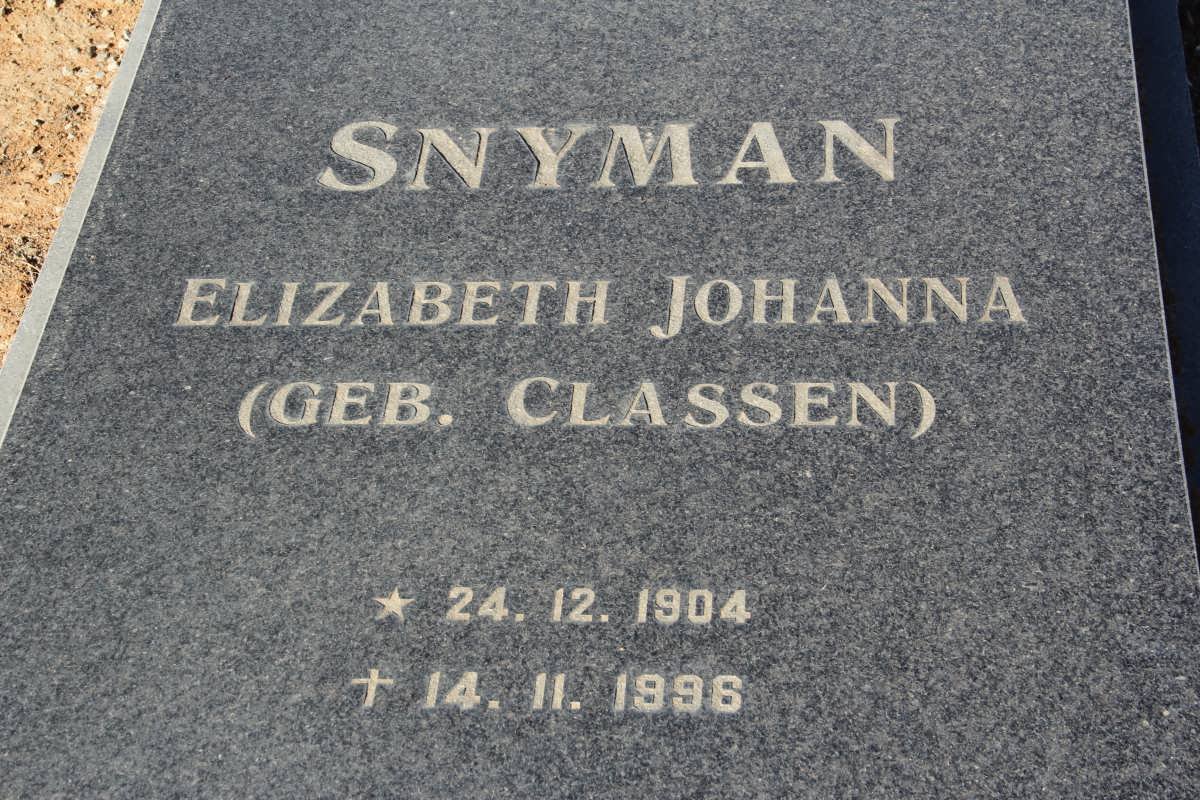 SNYMAN
ELIZABETH JOHANNA
(GEB. CLASSEN)
★ 24. 12. 1904
✝ 14. 11. 1996